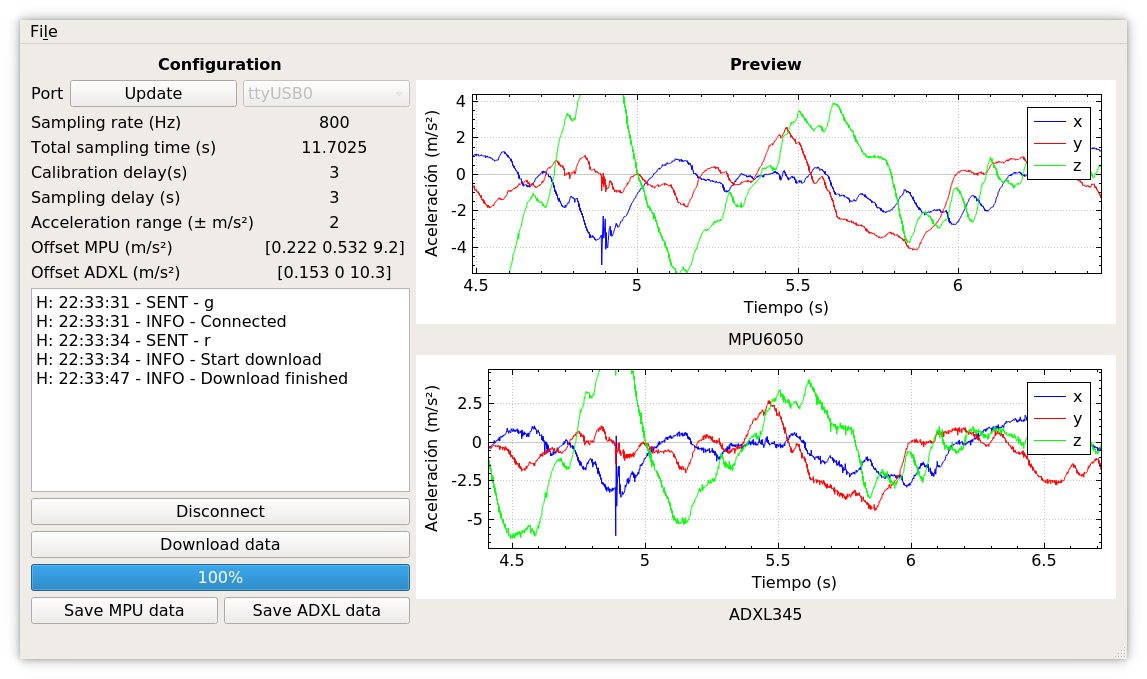 File
Configuration
Port Update ttyUSB0
Sampling rate (Hz) 800
Total sampling time (s) 11.7025
Calibration delay(s) 3
Sampling delay (s) 3
Acceleration range (± m/s²) 2
Offset MPU (m/s²) [0.222 0.532 9.2]
Offset ADXL (m/s²) [0.153 0 10.3]
H: 22:33:31 - SENT - g
H: 22:33:31 - INFO - Connected
H: 22:33:34 - SENT - r
H: 22:33:34 - INFO - Start download
H: 22:33:47 - INFO - Download finished
Disconnect
Download data
100%
Save MPU data Save ADXL data
Preview
Aceleración (m/s²)
4
2
0
-2
-4
x
y
z
4.5 5 5.5 6
Tiempo (s)
MPU6050
Aceleración (m/s²)
2.5
0
-2.5
-5
x
y
z
4.5 5 5.5 6 6.5
Tiempo (s)
ADXL345